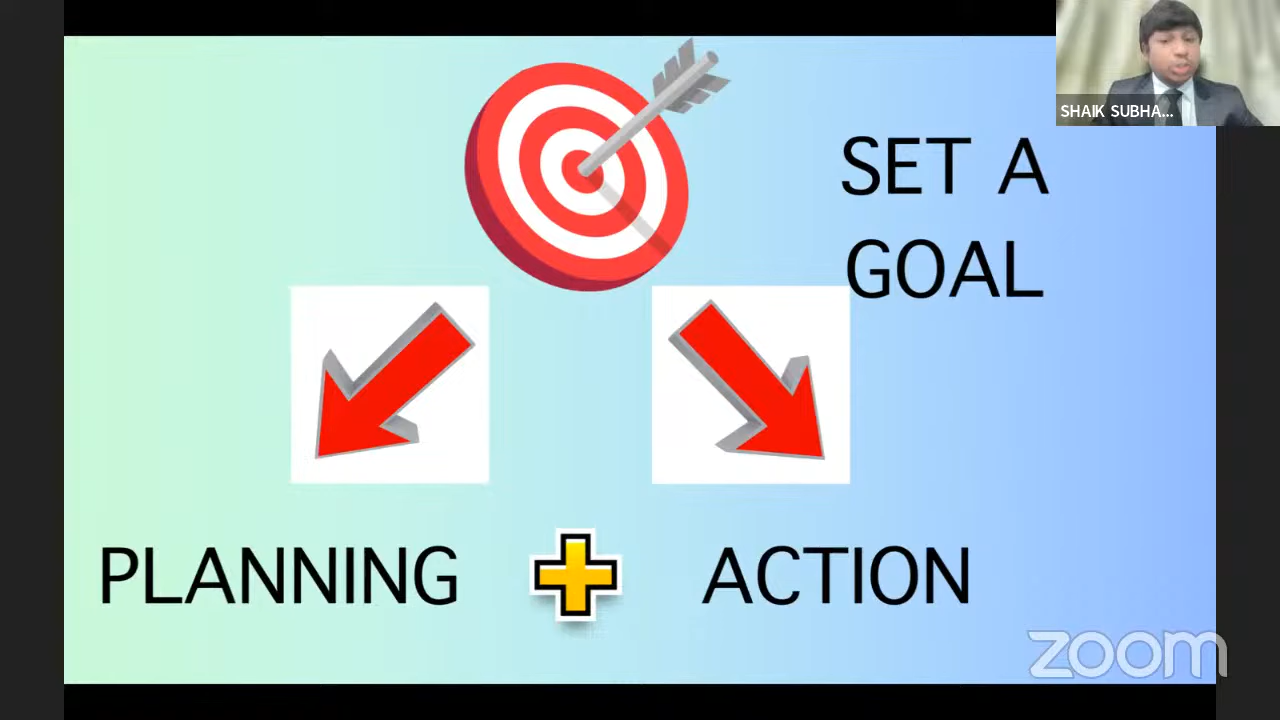 SHAIK SUBHA...
SET A
GOAL
PLANNING
ACTION
zoom